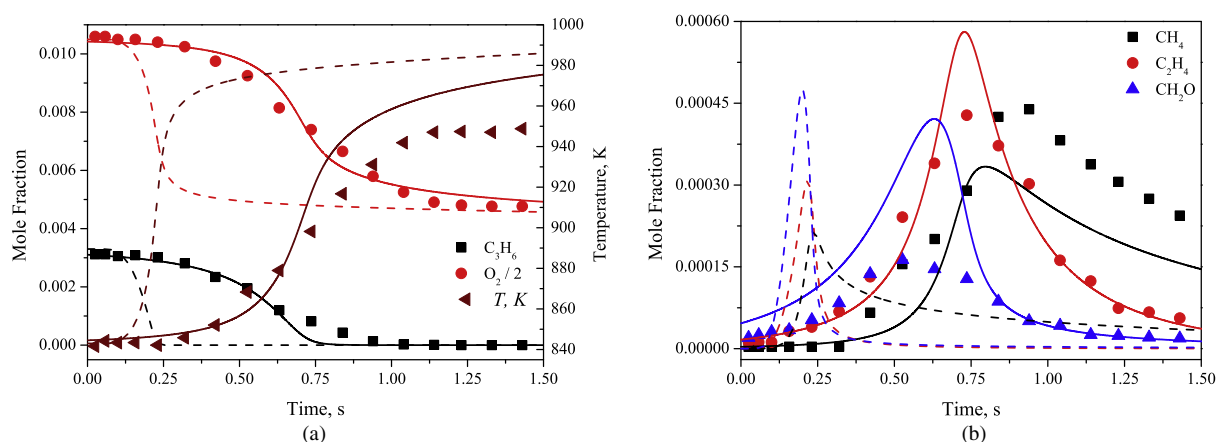 1000
980
960
940
920
900
880
860
840
Temperature, K
0.010
0.008
0.006
0.004
0.002
0.000
Mole Fraction
C₃H₆
O₂ / 2
T, K
0.00 0.25 0.50 0.75 1.00 1.25 1.50
Time, s
(a)
0.00060
0.00045
0.00030
0.00015
0.00000
Mole Fraction
CH₄
C₂H₄
CH₂O
0.00 0.25 0.50 0.75 1.00 1.25 1.50
Time, s
(b)